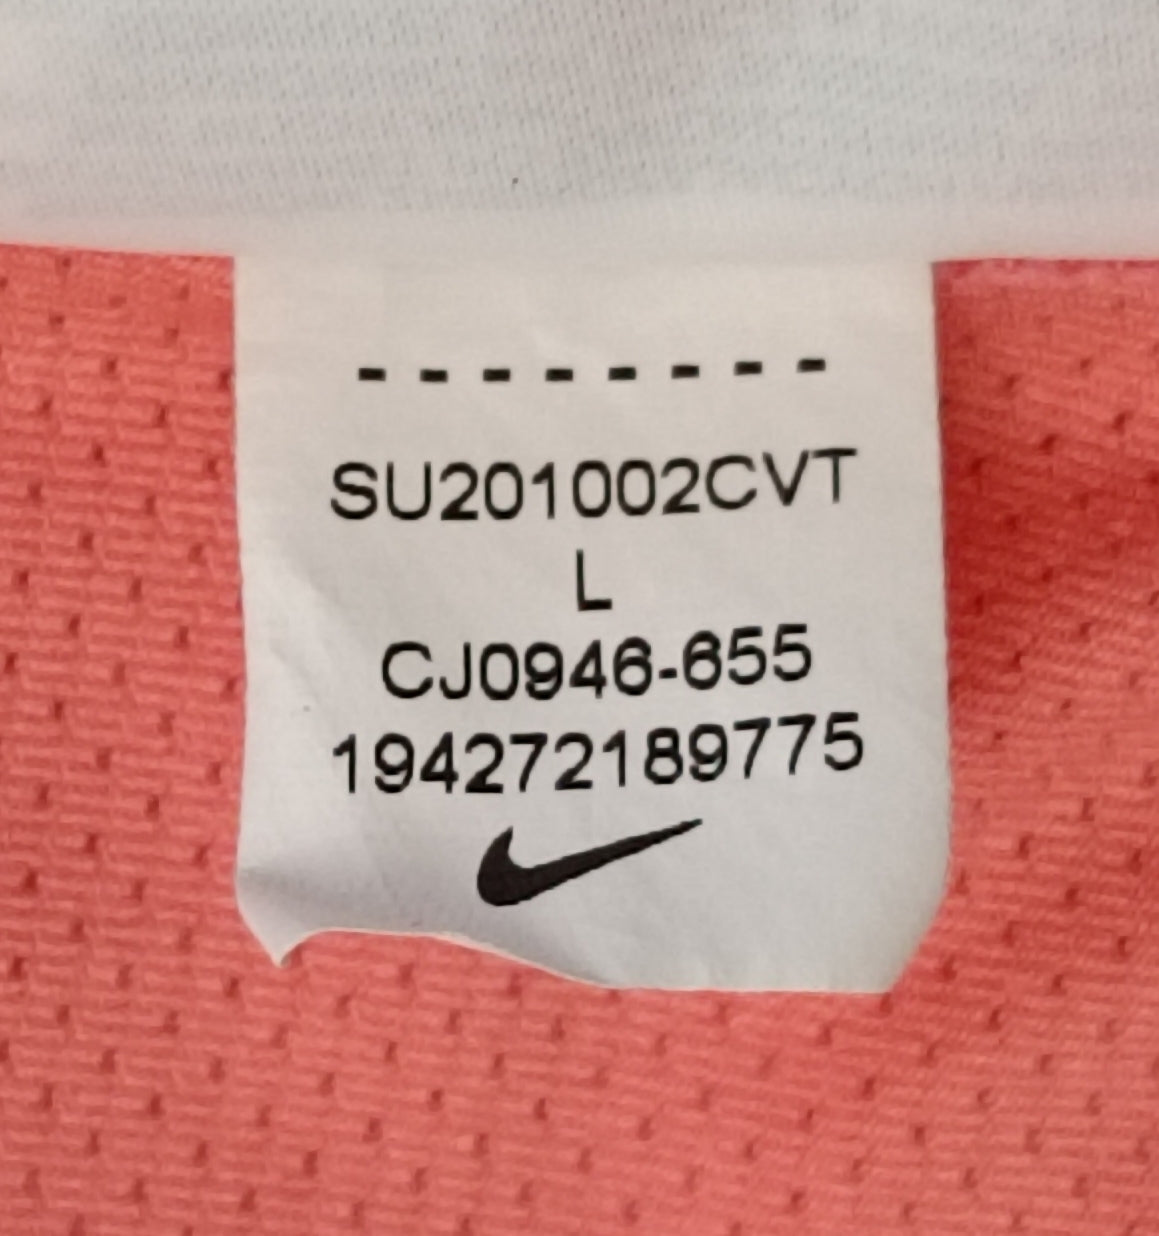 - - - - - - - -
SU201002CVT
L
CJ0946-655
194272189775